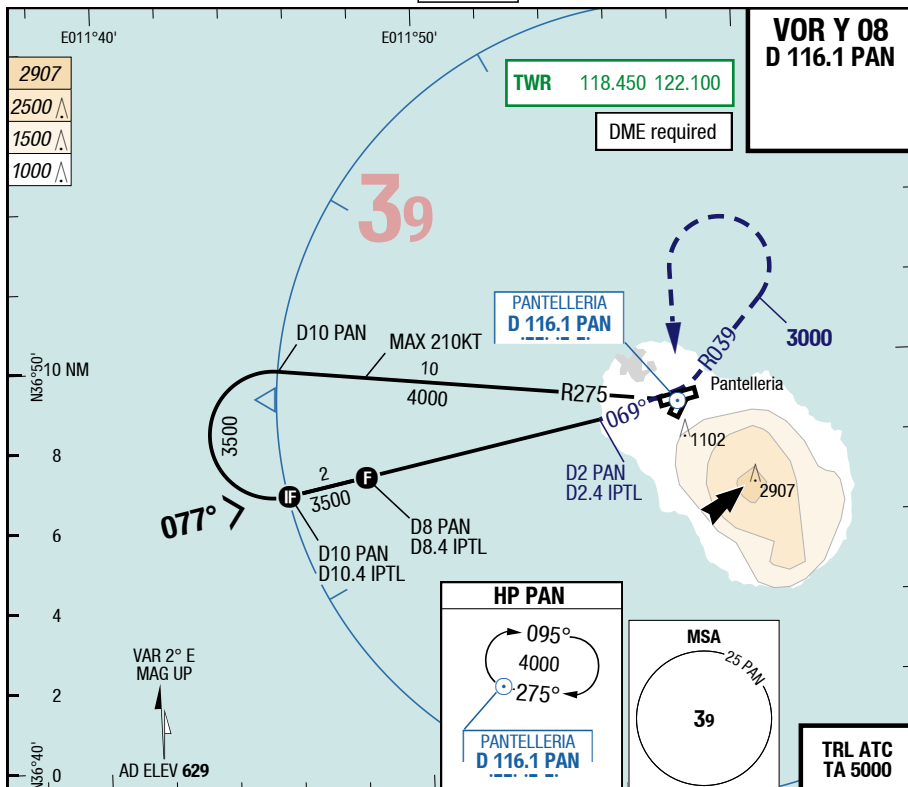 E011°40'
E011°50'
VOR Y 08
D 116.1 PAN
2907
2500
1500
1000
TWR 118.450 122.100
DME required
39
D10 PAN
MAX 210KT
PANTELLERIA
D 116.1 PAN
3000
R039
N36°50'
10 NM
10
4000
R275
Pantelleria
069°
3500
1102
8
2
3500
D2 PAN
D2.4 IPTL
2907
077°
6
D8 PAN
D8.4 IPTL
IF
F
D10 PAN
D10.4 IPTL
HP PAN
4
095°
4000
275°
MSA
25 PAN
39
VAR 2° E
MAG UP
2
PANTELLERIA
D 116.1 PAN
TRL ATC
TA 5000
N36°40'
0
AD ELEV 629